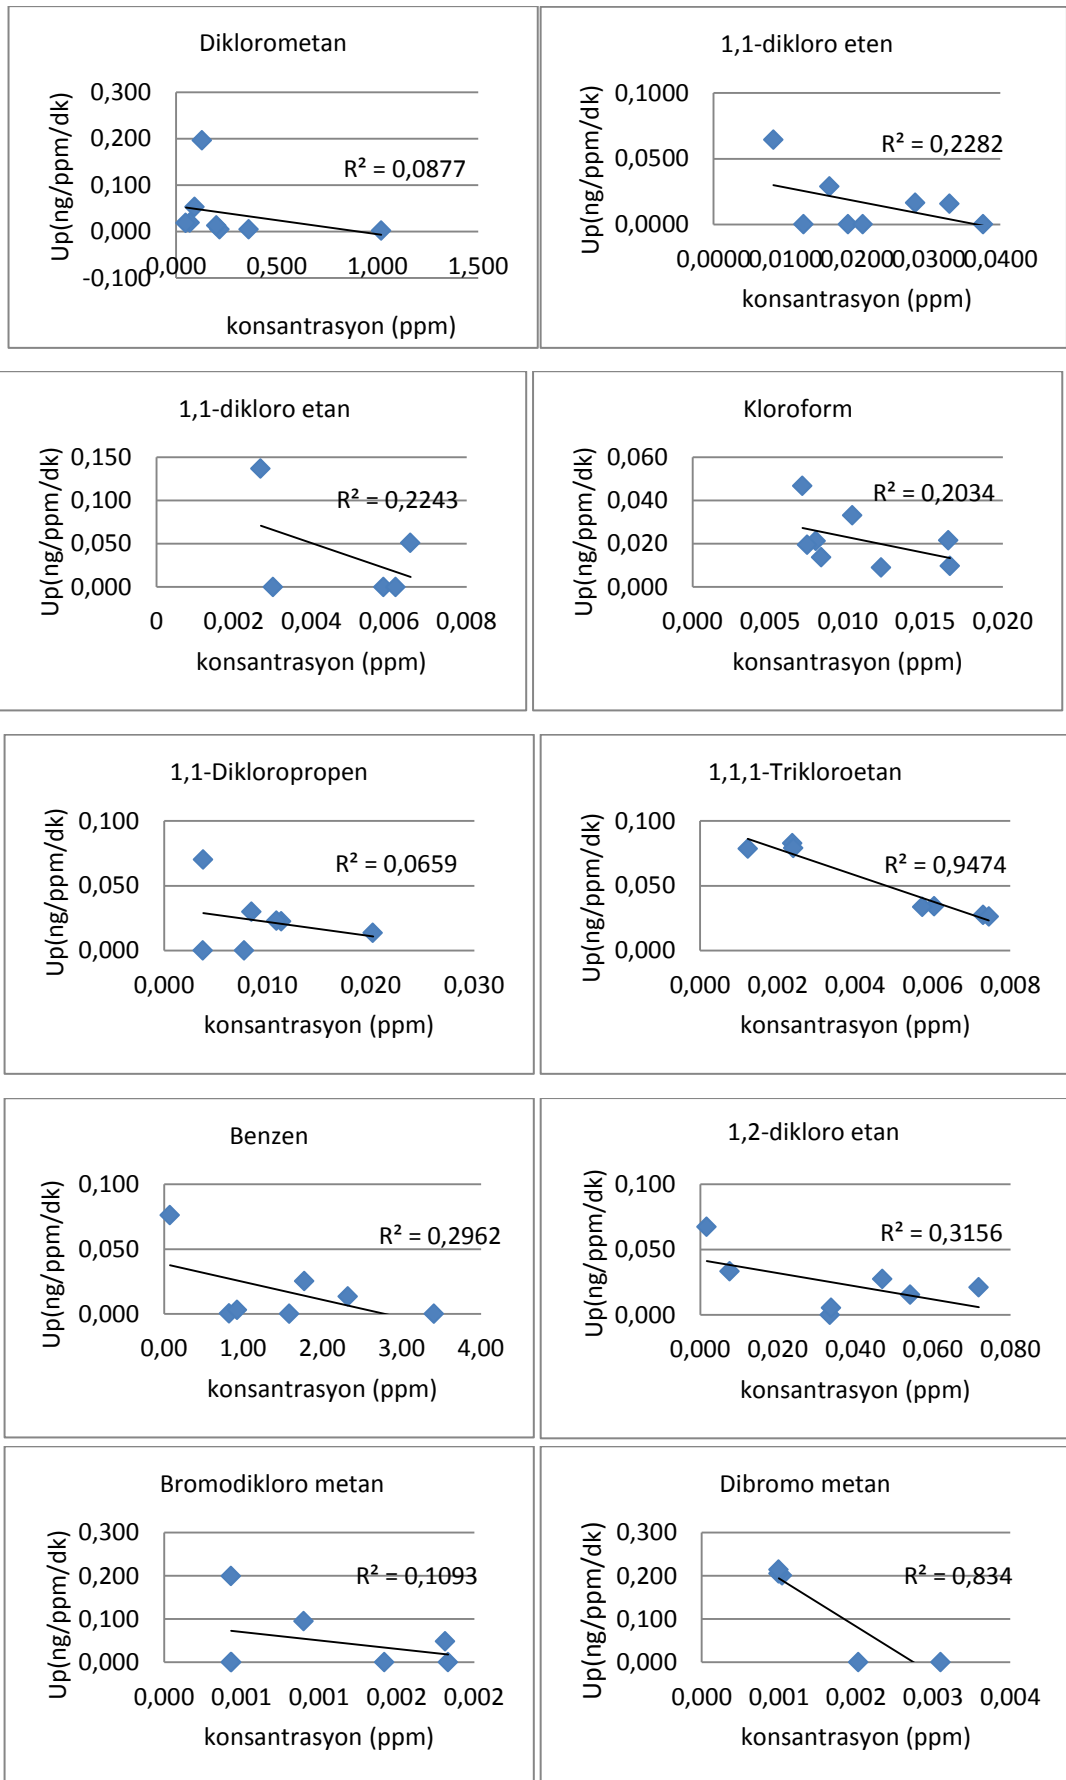 Diklorometan
Up(ng/ppm/dk)
0,300
0,200
0,100
0,000
-0,100
R² = 0,0877
0,000 0,500 1,000 1,500
konsantrasyon (ppm)
1,1-dikloro eten
Up(ng/ppm/dk)
0,1000
0,0500
0,0000
R² = 0,2282
0,0000 0,0100 0,0200 0,0300 0,0400
konsantrasyon (ppm)
1,1-dikloro etan
Up(ng/ppm/dk)
0,150
0,100
0,050
0,000
R² = 0,2243
0 0,002 0,004 0,006 0,008
konsantrasyon (ppm)
Kloroform
Up(ng/ppm/dk)
0,060
0,040
0,020
0,000
R² = 0,2034
0,000 0,005 0,010 0,015 0,020
konsantrasyon (ppm)
1,1-Dikloropropen
Up(ng/ppm/dk)
0,100
0,050
0,000
R² = 0,0659
0,000 0,010 0,020 0,030
konsantrasyon (ppm)
1,1,1-Trikloroetan
Up(ng/ppm/dk)
0,100
0,050
0,000
R² = 0,9474
0,000 0,002 0,004 0,006 0,008
konsantrasyon (ppm)
Benzen
Up(ng/ppm/dk)
0,100
0,050
0,000
R² = 0,2962
0,00 1,00 2,00 3,00 4,00
konsantrasyon (ppm)
1,2-dikloro etan
Up(ng/ppm/dk)
0,100
0,050
0,000
R² = 0,3156
0,000 0,020 0,040 0,060 0,080
konsantrasyon (ppm)
Bromodikloro metan
Up(ng/ppm/dk)
0,300
0,200
0,100
0,000
R² = 0,1093
0,000 0,001 0,001 0,002 0,002
konsantrasyon (ppm)
Dibromo metan
Up(ng/ppm/dk)
0,300
0,200
0,100
0,000
R² = 0,834
0,000 0,001 0,002 0,003 0,004
konsantrasyon (ppm)